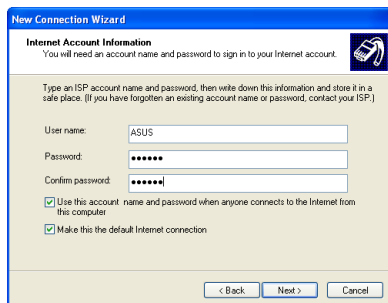 New Connection Wizard
Internet Account Information
You will need an account name and password to sign in to your Internet account.
Type an ISP account name and password, then write down this information and store it in a
safe place. (If you have forgotten an existing account name or password, contact your ISP.)
User name:
ASUS
Password:
••••••
Confirm password:
••••••
Use this account name and password when anyone connects to the Internet from
this computer
Make this the default Internet connection
< Back
Next >
Cancel